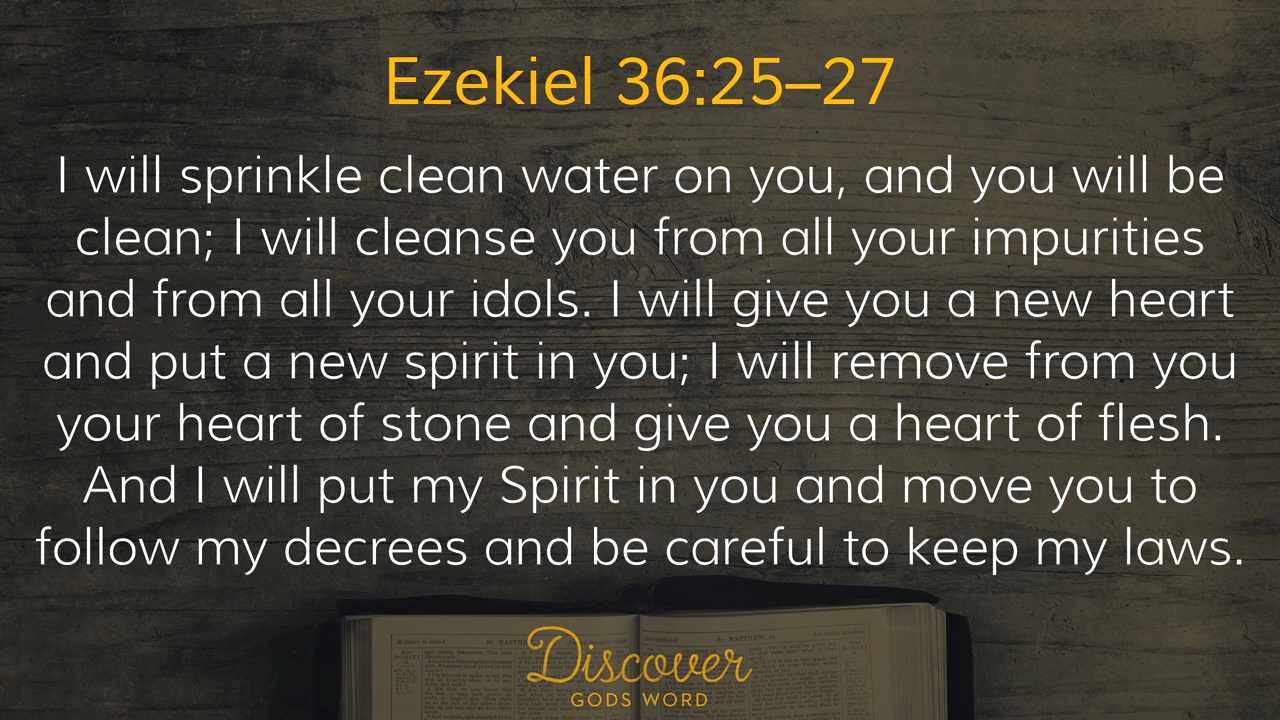 Ezekiel 36:25–27
I will sprinkle clean water on you, and you will be
clean; I will cleanse you from all your impurities
and from all your idols. I will give you a new heart
and put a new spirit in you; I will remove from you
your heart of stone and give you a heart of flesh.
And I will put my Spirit in you and move you to
follow my decrees and be careful to keep my laws.
Discover
GODS WORD